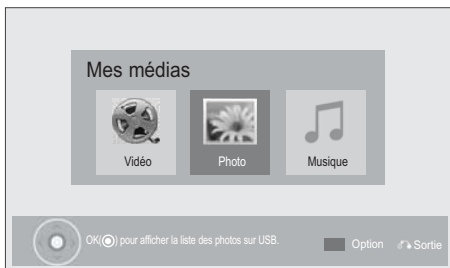 Mes médias
Vidéo
Photo
Musique
OK(◉) pour afficher la liste des photos sur USB.
Option
Sortie